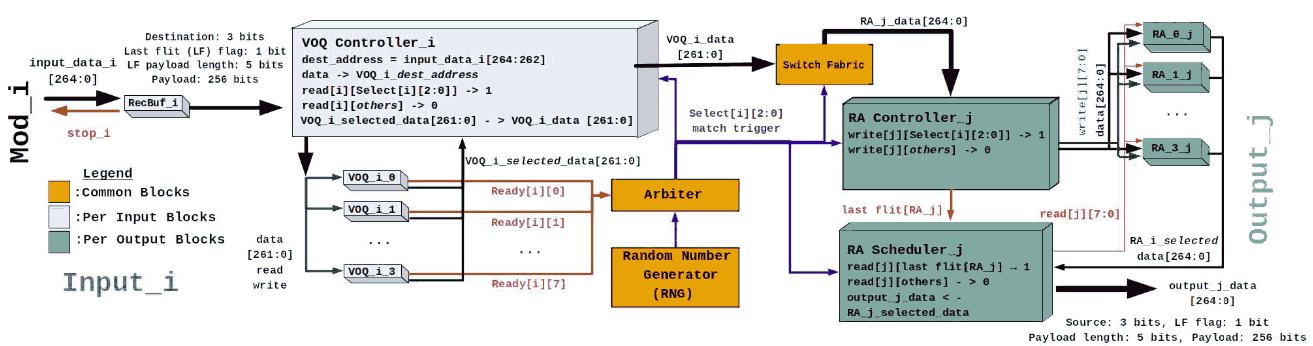 Mod_i
input_data_i
[264:0]
stop_i
Destination: 3 bits
Last flit (LF) flag: 1 bit
LF payload length: 5 bits
Payload: 256 bits
RecBuf_i
VOQ Controller_i
dest_address = input_data_i[264:262]
data -> VOQ_i_dest_address
read[i][Select[i][2:0]] -> 1
read[i][others] -> 0
VOQ_i_selected_data[261:0] - -> VOQ_i_data [261:0]
VOQ_i_data
[261:0]
Switch Fabric
RA_j_data[264:0]
Select[i][2:0]
match trigger
RA Controller_j
write[j][Select[i][2:0]] -> 1
write[j][others] -> 0
write[j][7:0]
data[264:0]
RA_0_j
RA_1_j
...
RA_3_j
Output_j
Legend
:Common Blocks
:Per Input Blocks
:Per Output Blocks
Input_i
data
[261:0]
read
write
VOQ_i_selected_data[261:0]
VOQ_i_0
VOQ_i_1
...
VOQ_i_3
Ready[i][0]
Ready[i][1]
...
Ready[i][7]
Arbiter
Random Number
Generator
(RNG)
last flit[RA_j]
read[j][7:0]
RA Scheduler_j
read[j][last flit[RA_j] → 1
read[j][others] - > 0
output_j_data < -
RA_j_selected_data
RA_i_selected
data[264:0]
output_j_data
[264:0]
Source: 3 bits, LF flag: 1 bit
Payload length: 5 bits, Payload: 256 bits